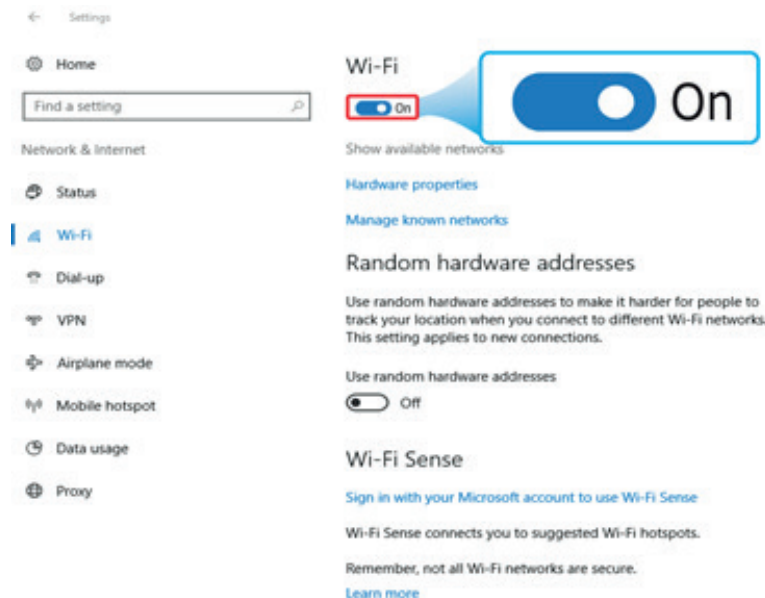 Settings
Home
Find a setting
Network & Internet
Status
Wi-Fi
Dial-up
VPN
Airplane mode
Mobile hotspot
Data usage
Proxy
Wi-Fi
On
On
Show available networks
Hardware properties
Manage known networks
Random hardware addresses
Use random hardware addresses to make it harder for people to
track your location when you connect to different Wi-Fi networks.
This setting applies to new connections.
Use random hardware addresses
Off
Wi-Fi Sense
Sign in with your Microsoft account to use Wi-Fi Sense
Wi-Fi Sense connects you to suggested Wi-Fi hotspots.
Remember, not all Wi-Fi networks are secure.
Learn more